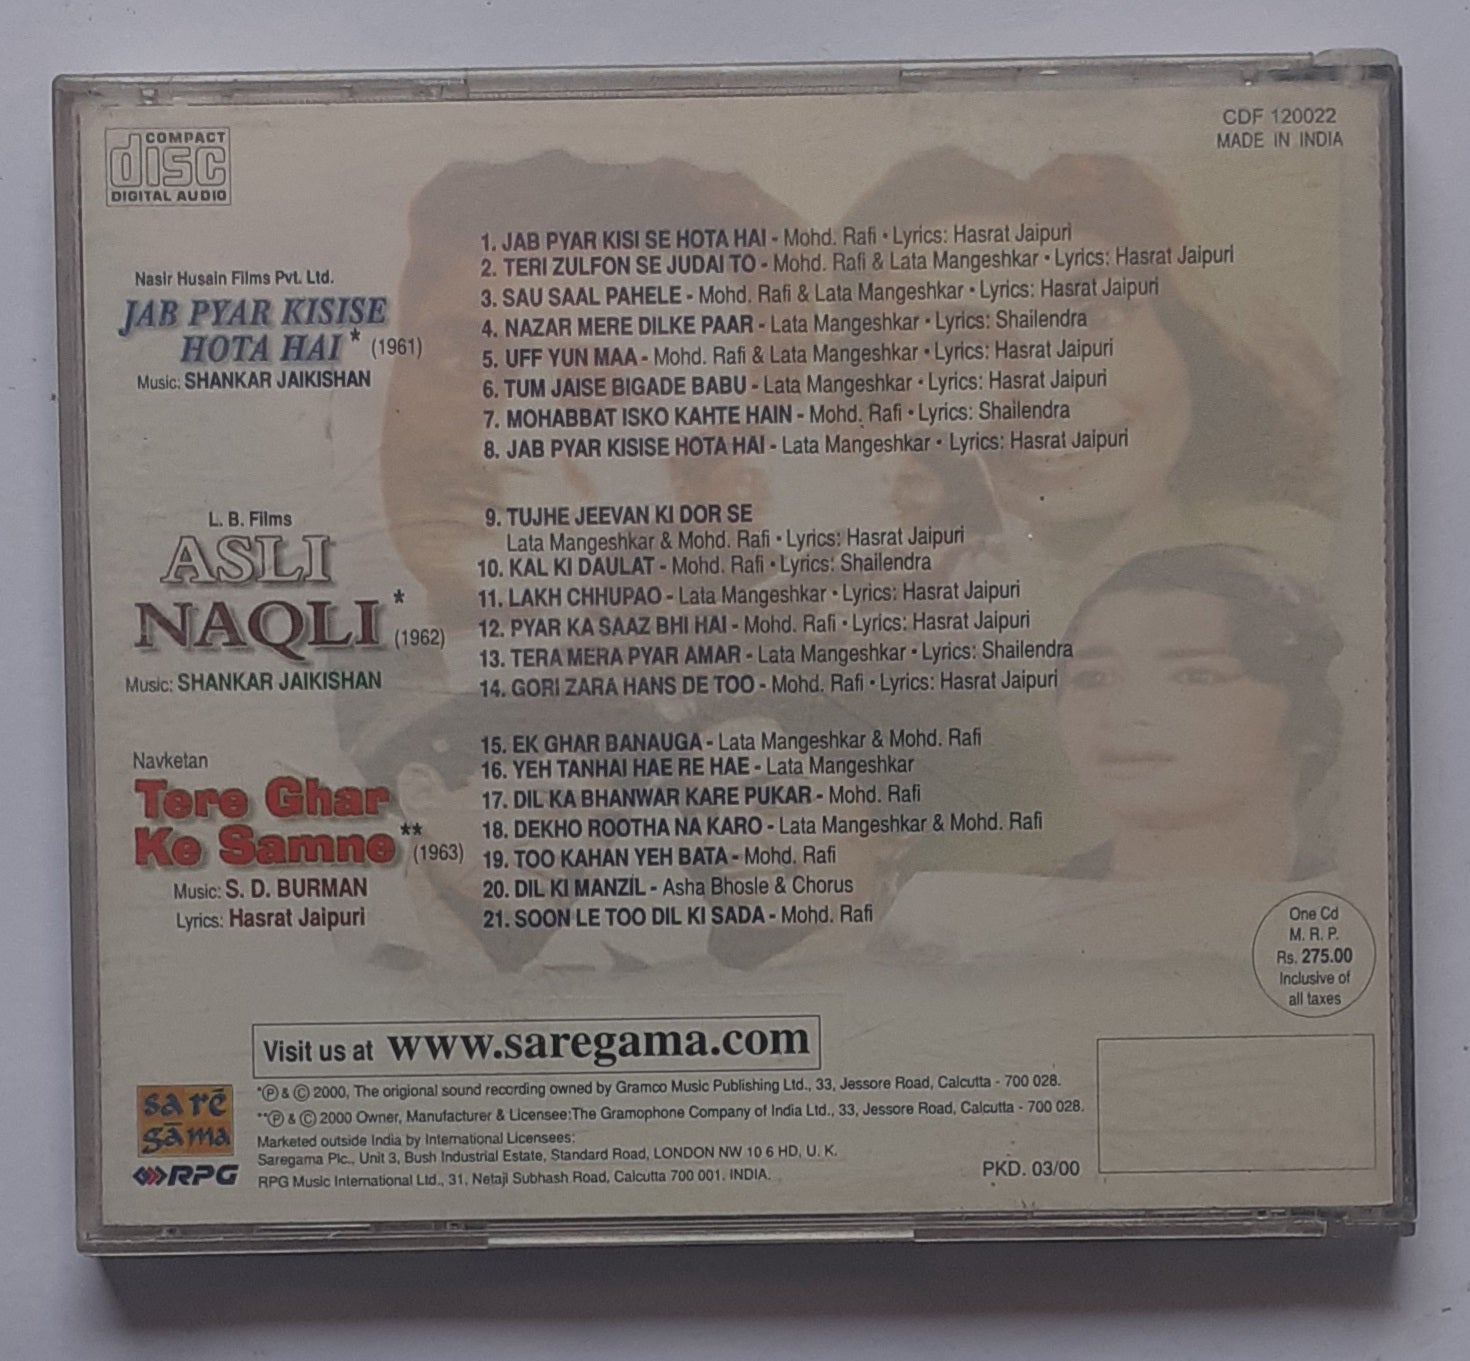 COMPACT
disc
DIGITAL AUDIO
CDF 120022
MADE IN INDIA
Nasir Husain Films Pvt. Ltd.
JAB PYAR KISISE
HOTA HAI * (1961)
Music: SHANKAR JAIKISHAN
1. JAB PYAR KISI SE HOTA HAI - Mohd. Rafi • Lyrics: Hasrat Jaipuri
2. TERI ZULFON SE JUDAI TO - Mohd. Rafi & Lata Mangeshkar • Lyrics: Hasrat Jaipuri
3. SAU SAAL PAHELE - Mohd. Rafi & Lata Mangeshkar • Lyrics: Hasrat Jaipuri
4. NAZAR MERE DILKE PAAR - Lata Mangeshkar • Lyrics: Shailendra
5. UFF YUN MAA - Mohd. Rafi & Lata Mangeshkar • Lyrics: Hasrat Jaipuri
6. TUM JAISE BIGADE BABU - Lata Mangeshkar • Lyrics: Hasrat Jaipuri
7. MOHABBAT ISKO KAHTE HAIN - Mohd. Rafi • Lyrics: Shailendra
8. JAB PYAR KISISE HOTA HAI - Lata Mangeshkar • Lyrics: Hasrat Jaipuri
L. B. Films
ASLI
NAQLI * (1962)
Music: SHANKAR JAIKISHAN
9. TUJHE JEEVAN KI DOR SE
Lata Mangeshkar & Mohd. Rafi • Lyrics: Hasrat Jaipuri
10. KAL KI DAULAT - Mohd. Rafi • Lyrics: Shailendra
11. LAKH CHHUPAO - Lata Mangeshkar • Lyrics: Hasrat Jaipuri
12. PYAR KA SAAZ BHI HAI - Mohd. Rafi • Lyrics: Hasrat Jaipuri
13. TERA MERA PYAR AMAR - Lata Mangeshkar • Lyrics: Shailendra
14. GORI ZARA HANS DE TOO - Mohd. Rafi • Lyrics: Hasrat Jaipuri
Navketan
Tere Ghar
Ke Samne ** (1963)
Music: S. D. BURMAN
Lyrics: Hasrat Jaipuri
15. EK GHAR BANAUGA - Lata Mangeshkar & Mohd. Rafi
16. YEH TANHAI HAE RE HAE - Lata Mangeshkar
17. DIL KA BHANWAR KARE PUKAR - Mohd. Rafi
18. DEKHO ROOTHA NA KARO - Lata Mangeshkar & Mohd. Rafi
19. TOO KAHAN YEH BATA - Mohd. Rafi
20. DIL KI MANZIL - Asha Bhosle & Chorus
21. SOON LE TOO DIL KI SADA - Mohd. Rafi
One Cd
M. R. P.
Rs. 275.00
Inclusive of
all taxes
Visit us at www.saregama.com
*Ⓟ & © 2000, The origional sound recording owned by Gramco Music Publishing Ltd., 33, Jessore Road, Calcutta - 700 028.
**Ⓟ & © 2000 Owner, Manufacturer & Licensee:The Gramophone Company of India Ltd., 33, Jessore Road, Calcutta - 700 028.
Marketed outside India by International Licensees:
Saregama Plc., Unit 3, Bush Industrial Estate, Standard Road, LONDON NW 10 6 HD, U. K.
RPG Music International Ltd., 31, Netaji Subhash Road, Calcutta 700 001. INDIA.
sa rē
gā ma
RPG
PKD. 03/00